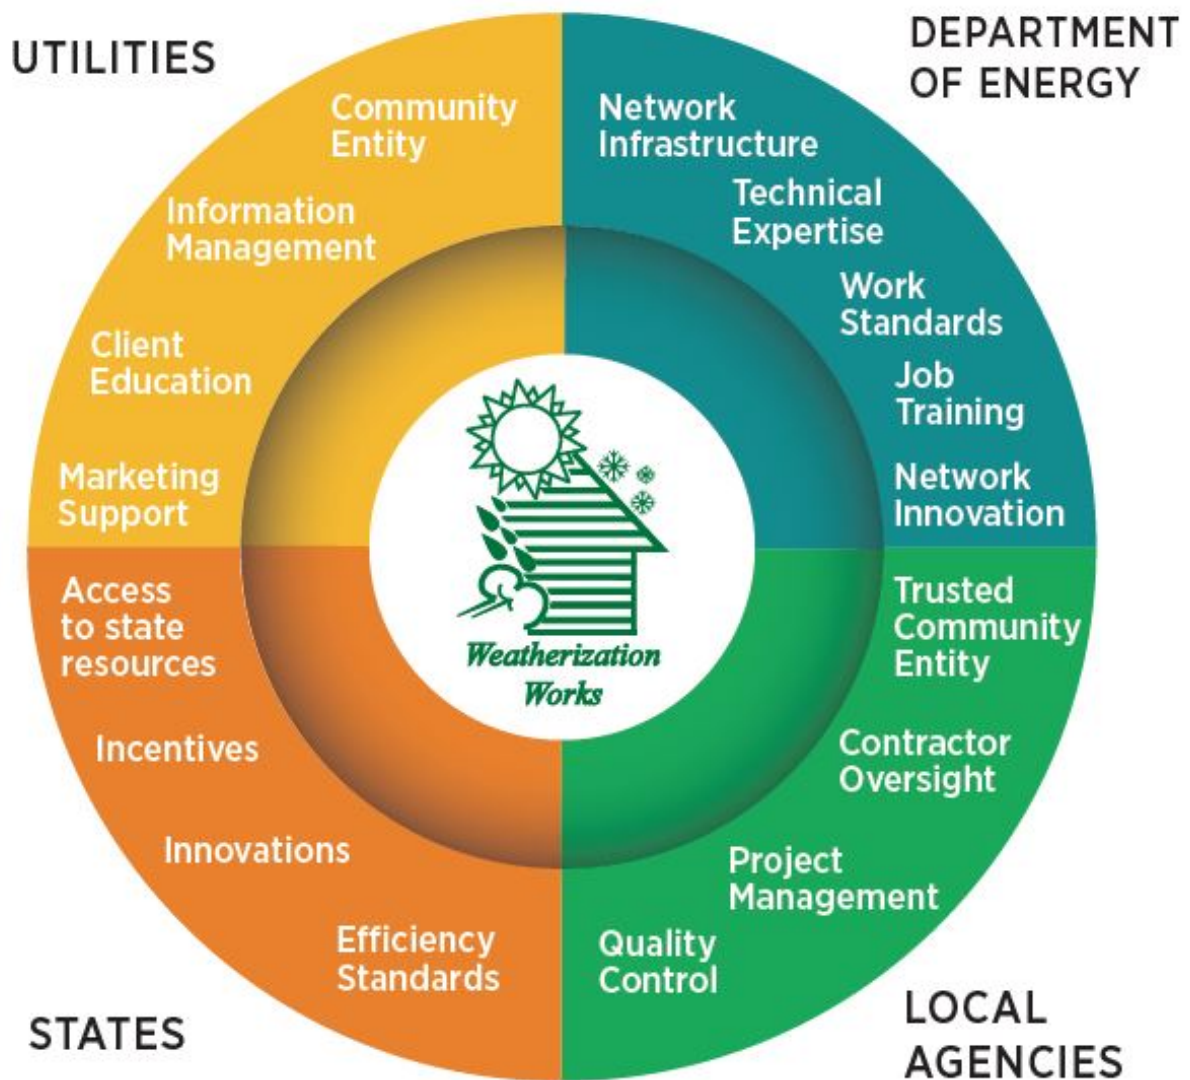 UTILITIES
Community
Entity
Information
Management
Client
Education
Marketing
Support
DEPARTMENT
OF ENERGY
Network
Infrastructure
Technical
Expertise
Work
Standards
Job
Training
Network
Innovation
Weatherization
Works
Access
to state
resources
Incentives
Innovations
Efficiency
Standards
STATES
Trusted
Community
Entity
Contractor
Oversight
Project
Management
Quality
Control
LOCAL
AGENCIES